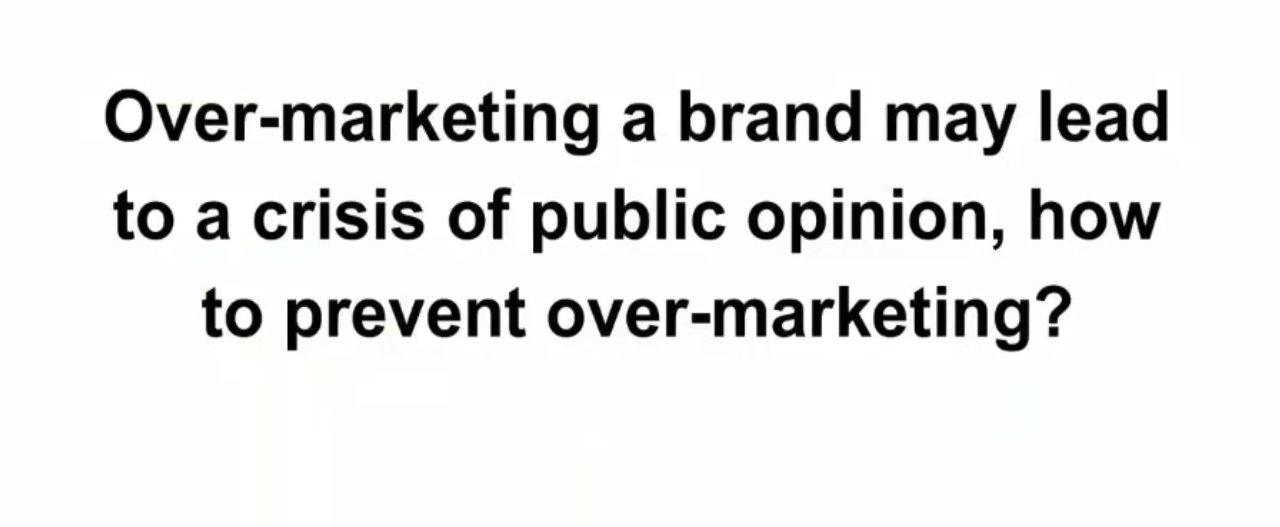 Over-marketing a brand may lead
to a crisis of public opinion, how
to prevent over-marketing?